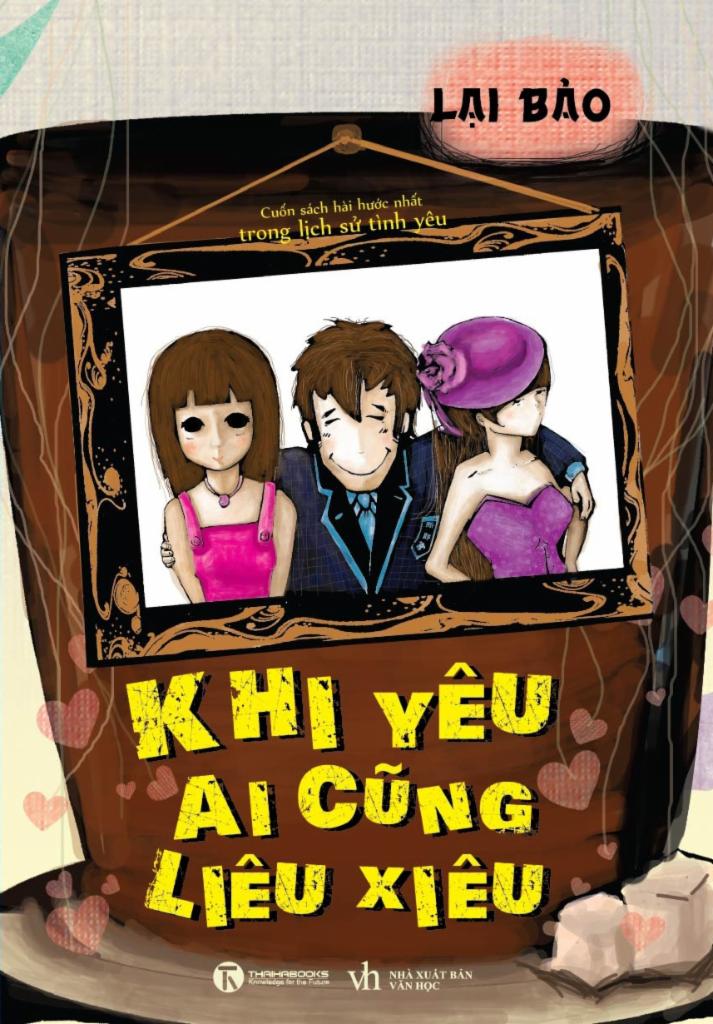 LẠI BẢO
Cuốn sách hài hước nhất
trong lịch sử tình yêu
KHI YÊU
AI CŨNG
LIÊU XIÊU
THAIHABOOKS
Knowledge for the Future
vh
NHÀ XUẤT BẢN
VĂN HỌC